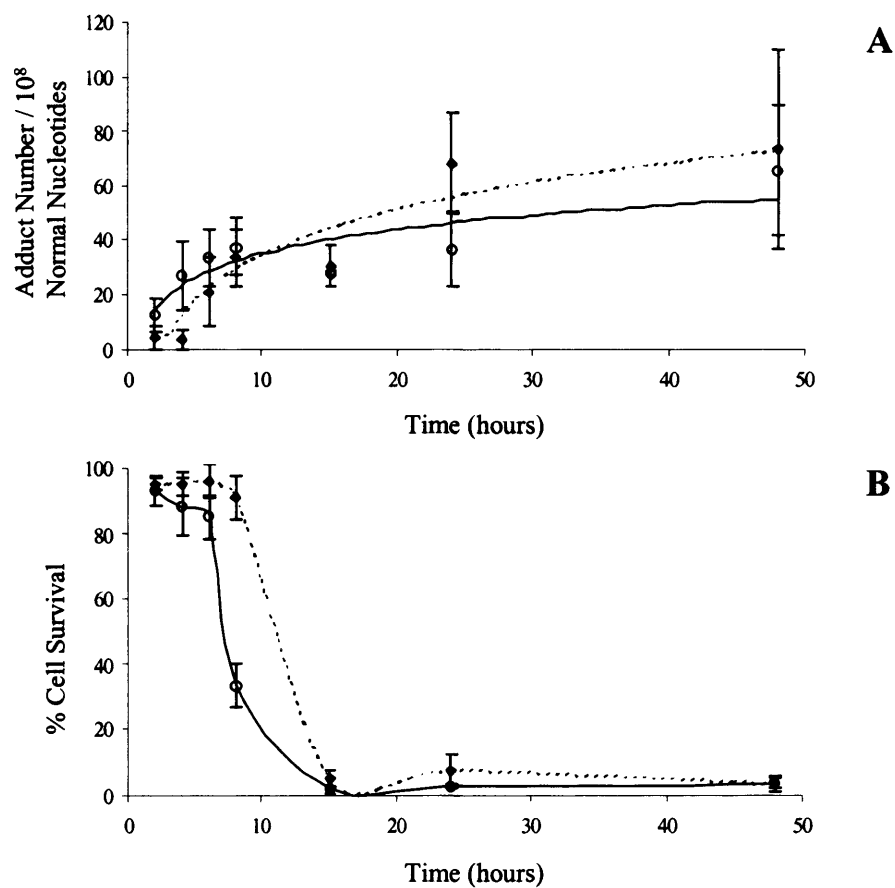 A
Adduct Number / 10⁸
Normal Nucleotides
120
100
80
60
40
20
0
0 10 20 30 40 50
Time (hours)
B
% Cell Survival
100
80
60
40
20
0
0 10 20 30 40 50
Time (hours)